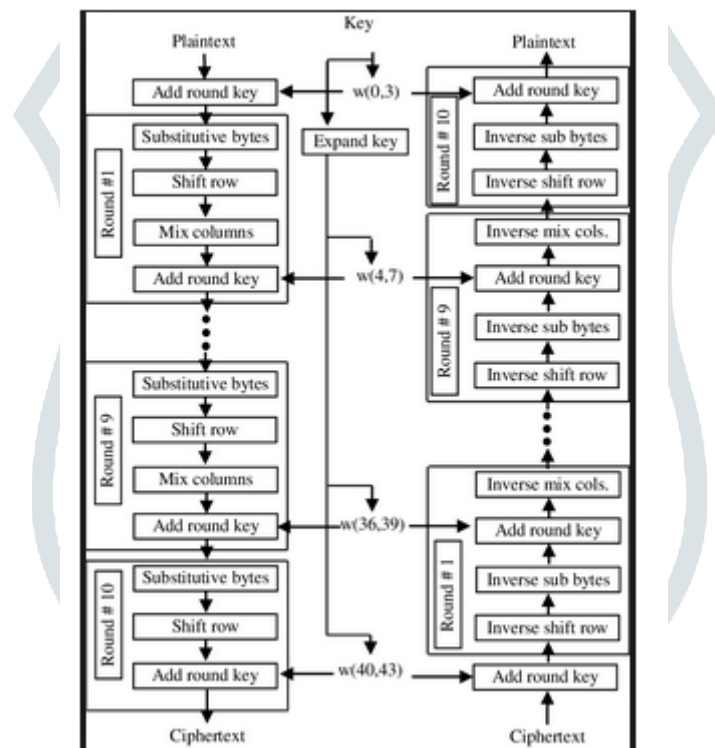 Key
Plaintext
Add round key
Round #1
Substitutive bytes
Shift row
Mix columns
Add round key
Round # 9
Substitutive bytes
Shift row
Mix columns
Add round key
Round # 10
Substitutive bytes
Shift row
Add round key
Ciphertext
w(0,3)
Expand key
w(4,7)
w(36,39)
w(40,43)
Plaintext
Round # 10
Add round key
Inverse sub bytes
Inverse shift row
Round # 9
Inverse mix cols.
Add round key
Inverse sub bytes
Inverse shift row
Round # 1
Inverse mix cols.
Add round key
Inverse sub bytes
Inverse shift row
Add round key
Ciphertext